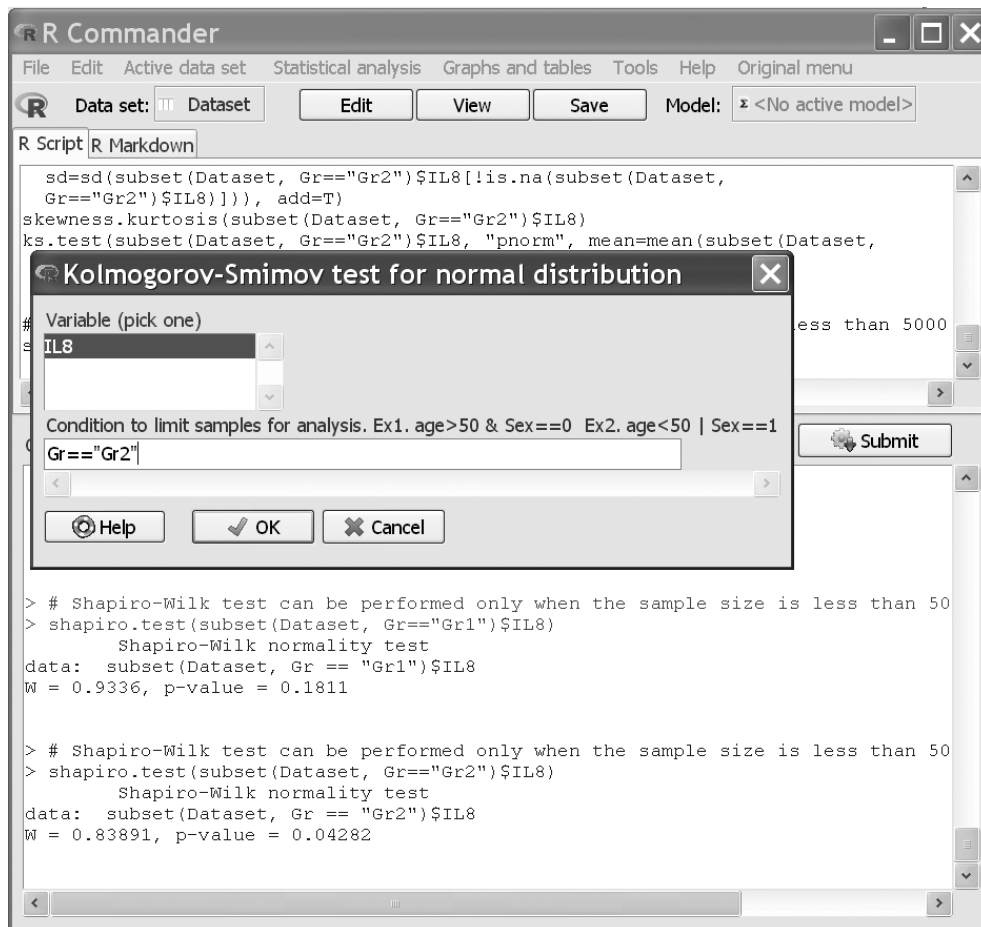 R Commander
File Edit Active data set Statistical analysis Graphs and tables Tools Help Original menu
Data set: Dataset Edit View Save Model: Σ <No active model>
R Script R Markdown
sd=sd(subset(Dataset, Gr=="Gr2")$IL8[!is.na(subset(Dataset,
Gr=="Gr2")$IL8)])), add=T)
skewness.kurtosis(subset(Dataset, Gr=="Gr2")$IL8)
ks.test(subset(Dataset, Gr=="Gr2")$IL8, "pnorm", mean=mean(subset(Dataset,
Kolmogorov-Smimov test for normal distribution
Variable (pick one)
# ess than 5000
IL8
Condition to limit samples for analysis. Ex1. age>50 & Sex==0 Ex2. age<50 | Sex==1
Submit
Gr=="Gr2"
Help OK Cancel
> # Shapiro-Wilk test can be performed only when the sample size is less than 50
> shapiro.test(subset(Dataset, Gr=="Gr1")$IL8)
Shapiro-Wilk normality test
data: subset(Dataset, Gr == "Gr1")$IL8
W = 0.9336, p-value = 0.1811
> # Shapiro-Wilk test can be performed only when the sample size is less than 50
> shapiro.test(subset(Dataset, Gr=="Gr2")$IL8)
Shapiro-Wilk normality test
data: subset(Dataset, Gr == "Gr2")$IL8
W = 0.83891, p-value = 0.04282